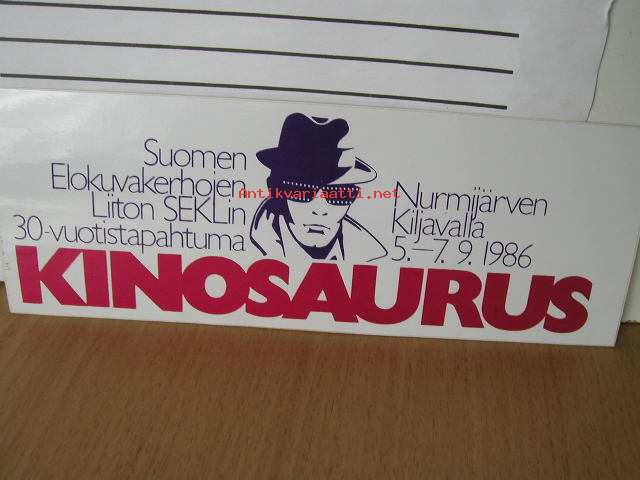 Suomen
Elokuvakerhojen
Liiton SEKLin
30-vuotistapahtuma
Antikvariaatti.net
Nurmijärven
Kiljavalla
5.–7. 9. 1986
KINOSAURUS